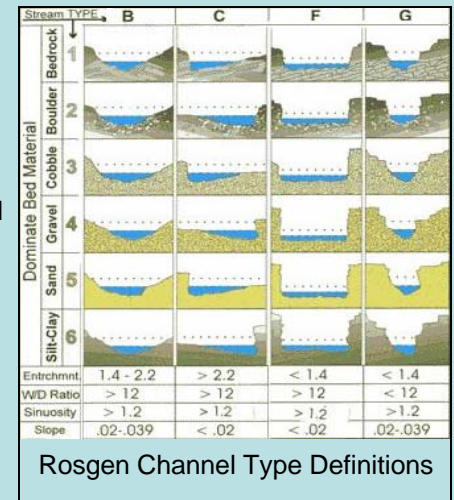 Stream TYPE B C F G
Dominate Bed Material
Bedrock 1
Boulder 2
Cobble 3
Gravel 4
Sand 5
Silt-Clay 6
Entrchmnt. 1.4 - 2.2 > 2.2 < 1.4 < 1.4
W/D Ratio > 12 > 12 > 12 < 12
Sinuosity > 1.2 > 1.2 > 1.2 >1.2
Slope .02-.039 < .02 < .02 .02-.039
Rosgen Channel Type Definitions